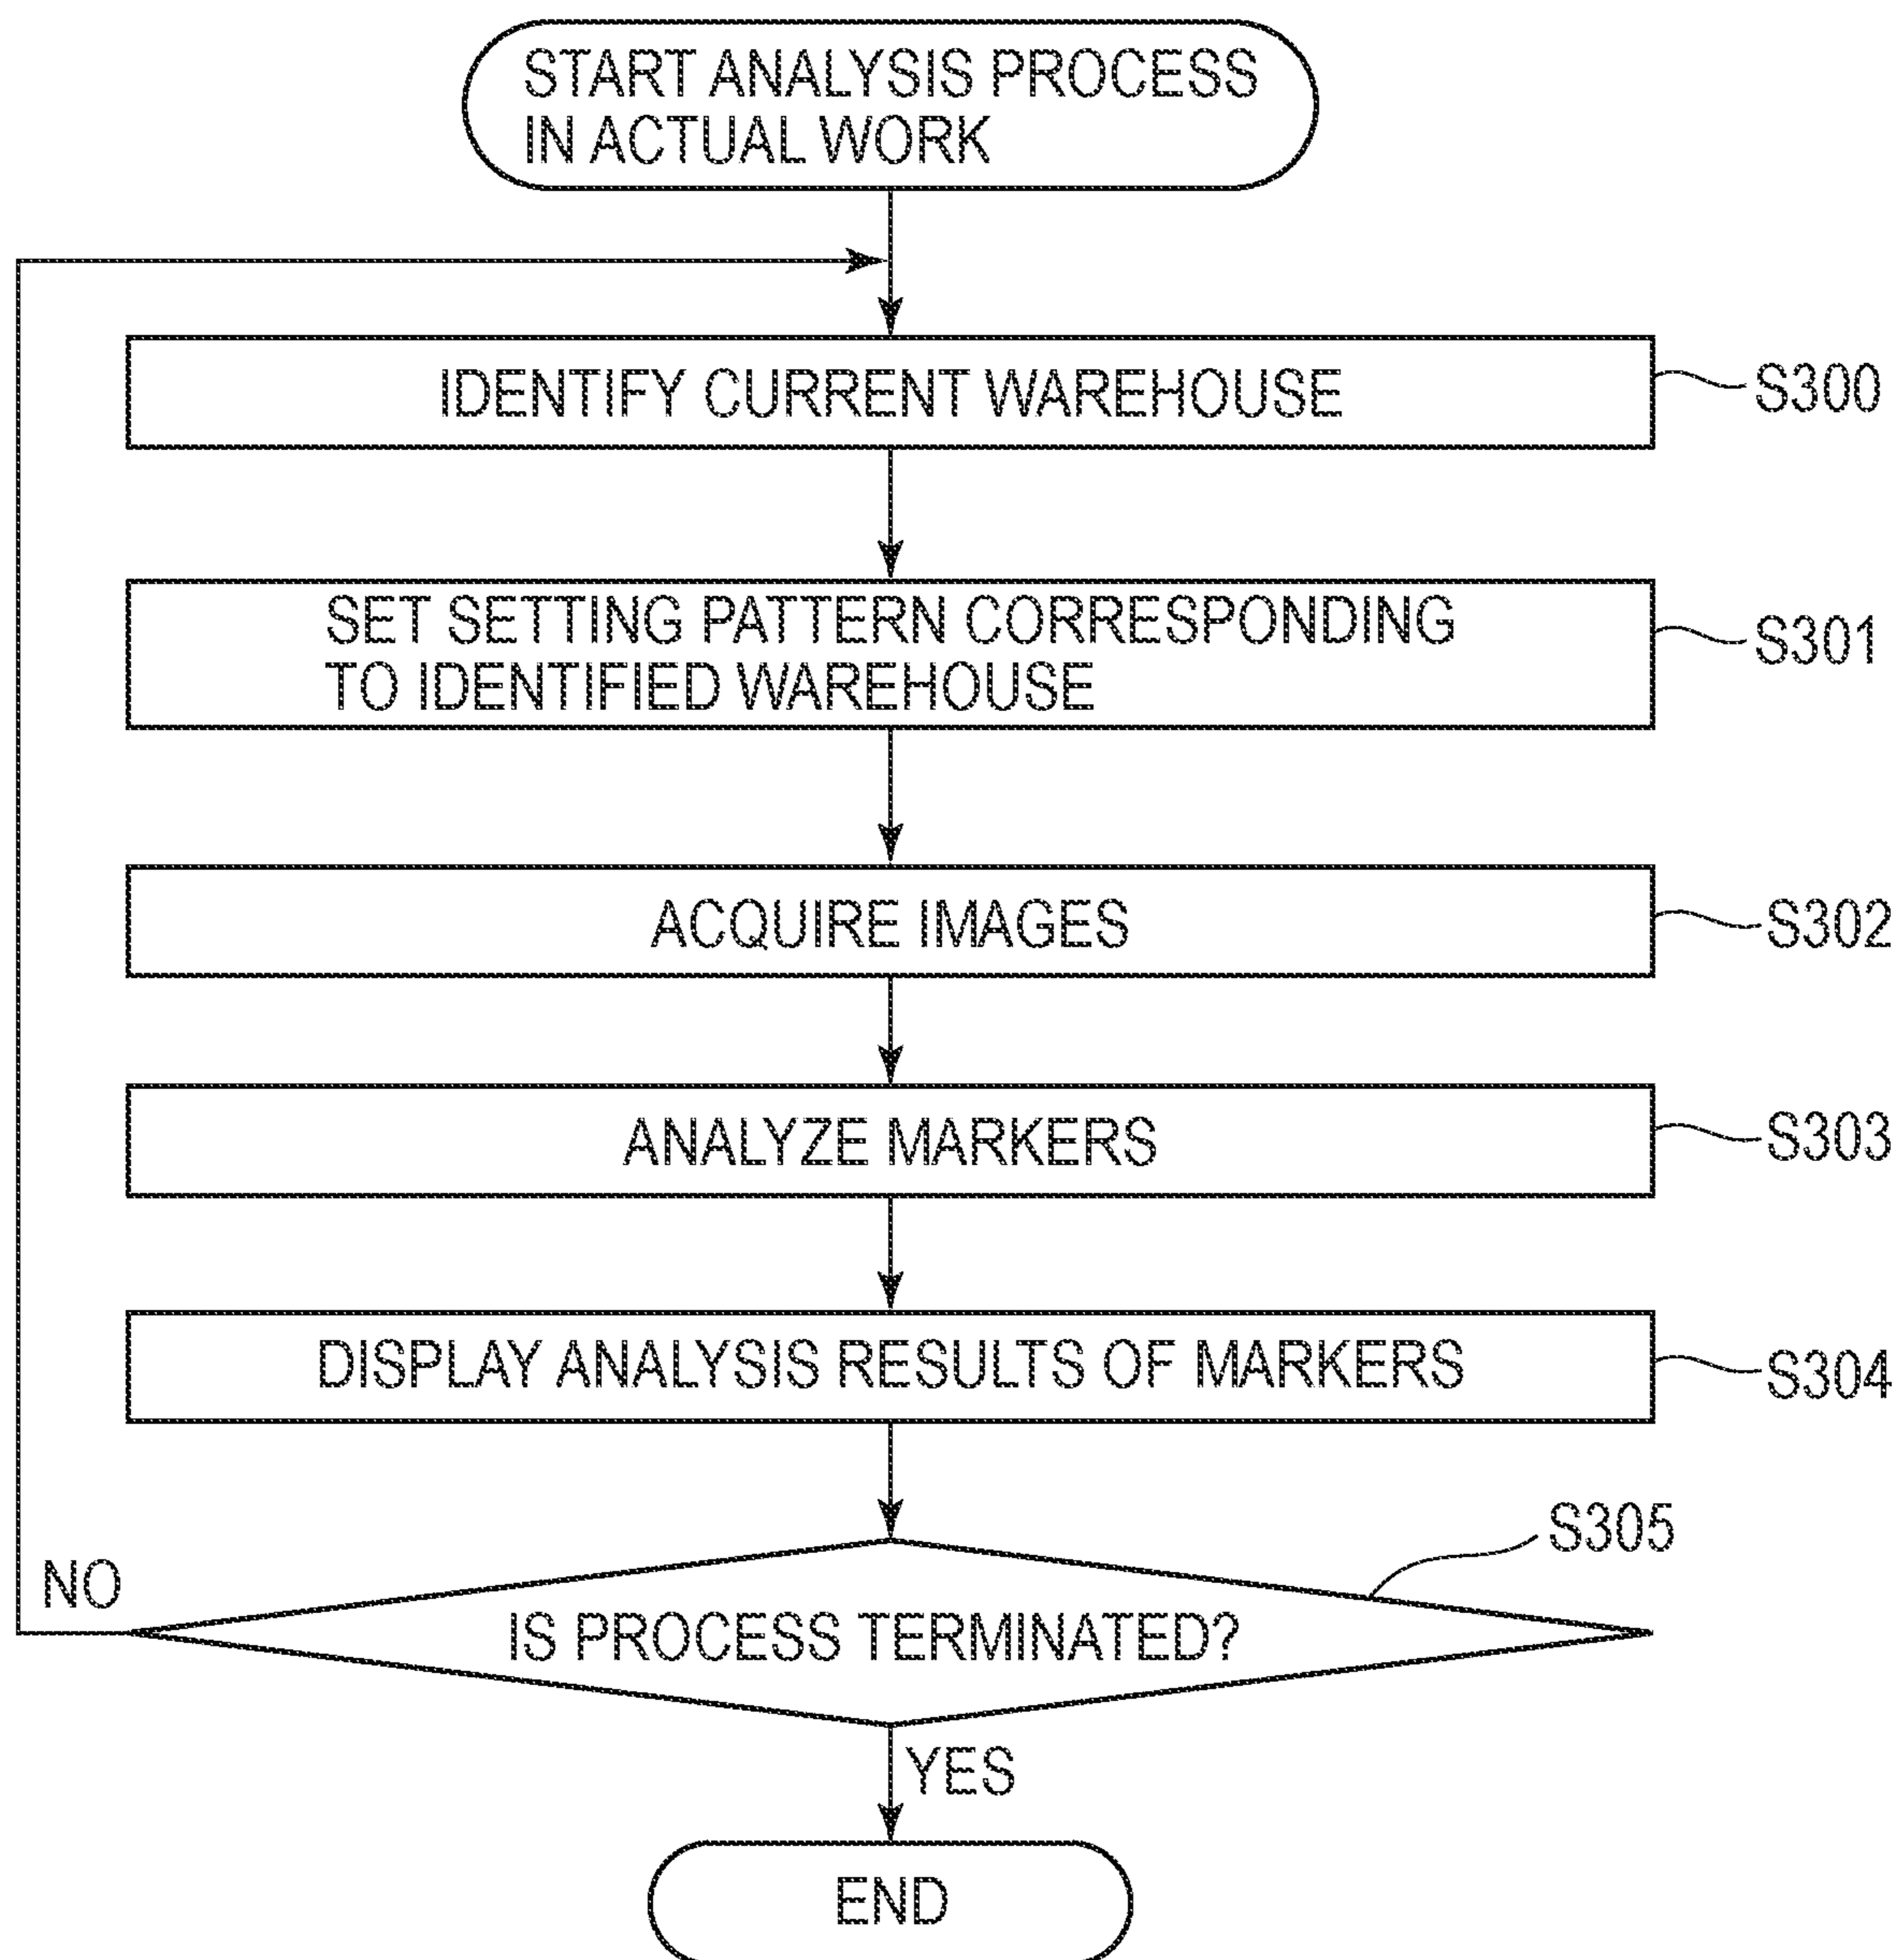 START ANALYSIS PROCESS
IN ACTUAL WORK
IDENTIFY CURRENT WAREHOUSE
S300
SET SETTING PATTERN CORRESPONDING
TO IDENTIFIED WAREHOUSE
S301
ACQUIRE IMAGES
S302
ANALYZE MARKERS
S303
DISPLAY ANALYSIS RESULTS OF MARKERS
S304
S305
NO
IS PROCESS TERMINATED?
YES
END